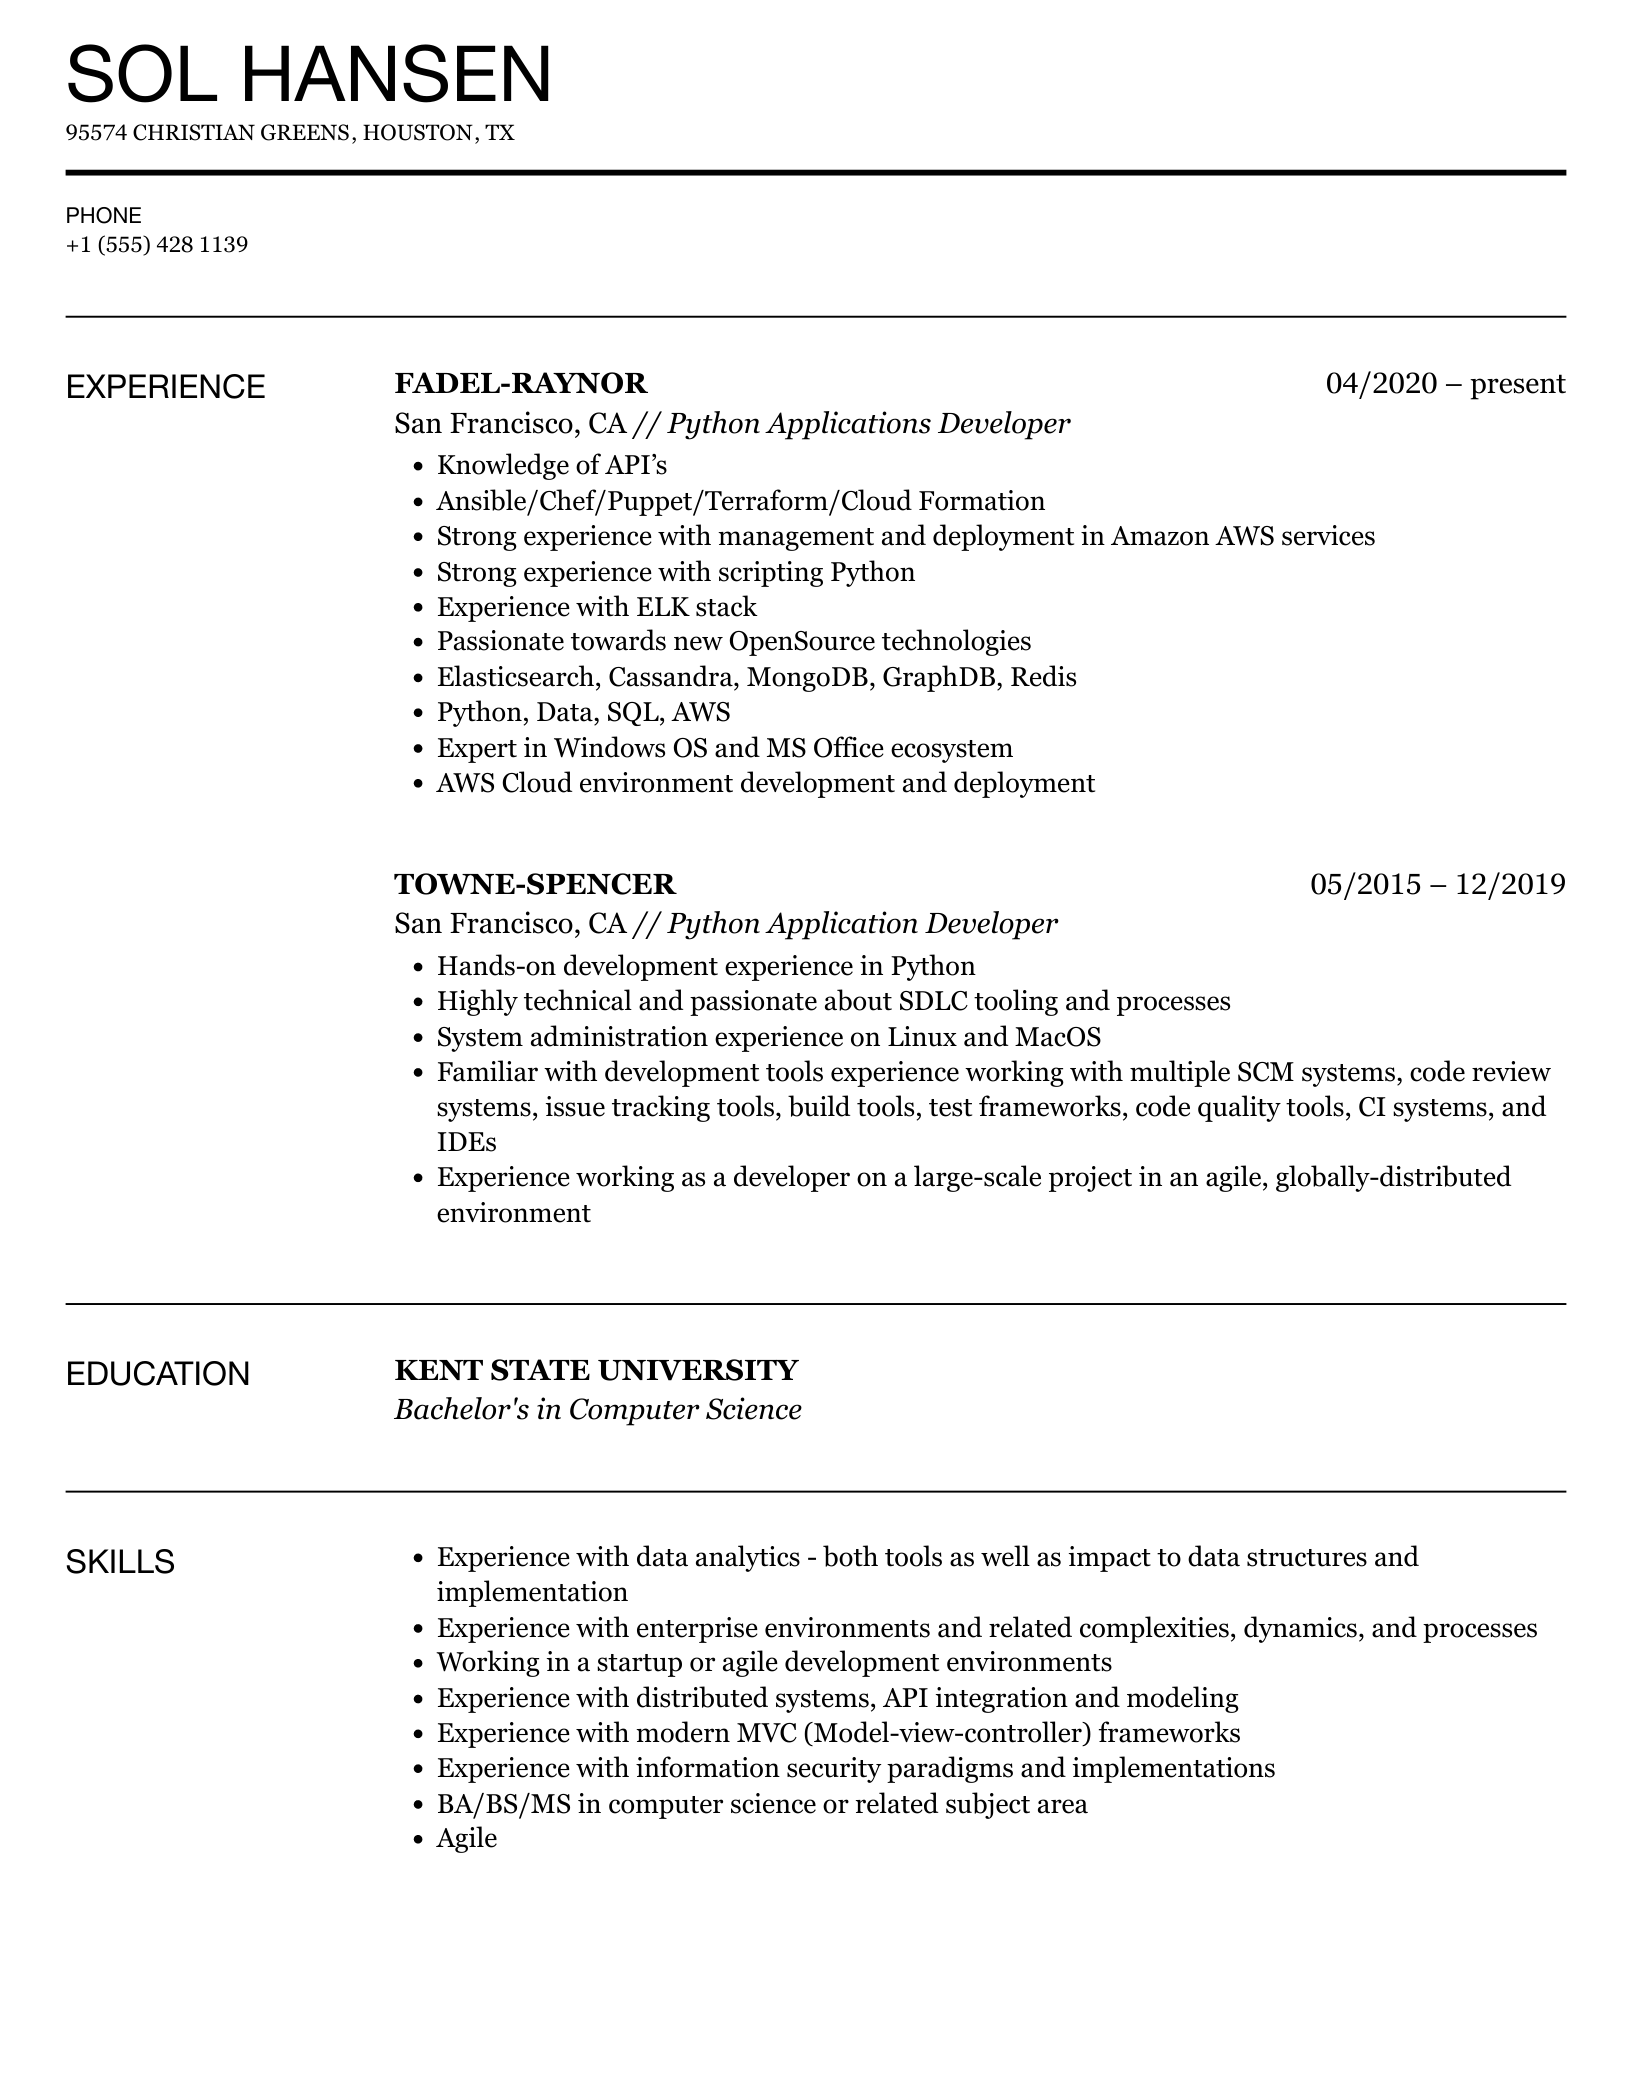 SOL HANSEN
95574 CHRISTIAN GREENS, HOUSTON, TX
PHONE
+1 (555) 428 1139
EXPERIENCE
FADEL-RAYNOR 04/2020 – present
San Francisco, CA // Python Applications Developer
• Knowledge of API’s
• Ansible/Chef/Puppet/Terraform/Cloud Formation
• Strong experience with management and deployment in Amazon AWS services
• Strong experience with scripting Python
• Experience with ELK stack
• Passionate towards new OpenSource technologies
• Elasticsearch, Cassandra, MongoDB, GraphDB, Redis
• Python, Data, SQL, AWS
• Expert in Windows OS and MS Office ecosystem
• AWS Cloud environment development and deployment
TOWNE-SPENCER 05/2015 – 12/2019
San Francisco, CA // Python Application Developer
• Hands-on development experience in Python
• Highly technical and passionate about SDLC tooling and processes
• System administration experience on Linux and MacOS
• Familiar with development tools experience working with multiple SCM systems, code review
systems, issue tracking tools, build tools, test frameworks, code quality tools, CI systems, and
IDEs
• Experience working as a developer on a large-scale project in an agile, globally-distributed
environment
EDUCATION
KENT STATE UNIVERSITY
Bachelor's in Computer Science
SKILLS
• Experience with data analytics - both tools as well as impact to data structures and
implementation
• Experience with enterprise environments and related complexities, dynamics, and processes
• Working in a startup or agile development environments
• Experience with distributed systems, API integration and modeling
• Experience with modern MVC (Model-view-controller) frameworks
• Experience with information security paradigms and implementations
• BA/BS/MS in computer science or related subject area
• Agile